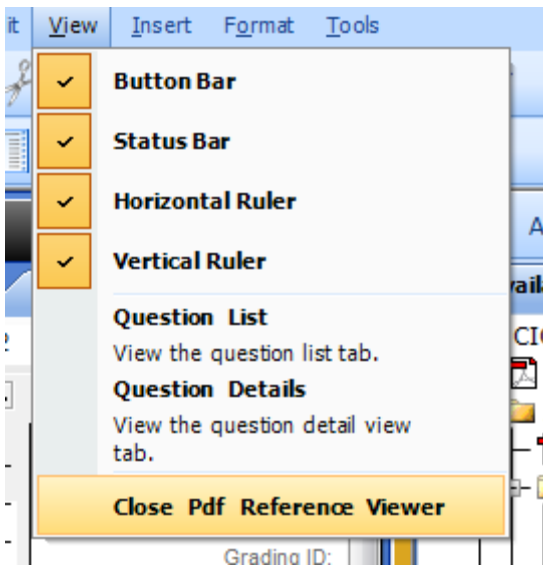 it View Insert Format Tools
Button Bar
Status Bar
Horizontal Ruler
Vertical Ruler
Question List
View the question list tab.
Question Details
View the question detail view
tab.
Close Pdf Reference Viewer
Grading ID: